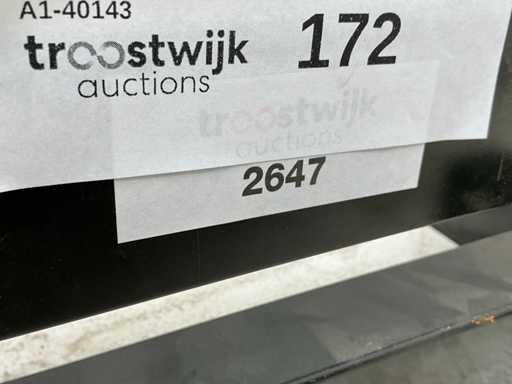 A1-40143
troostwijk 172
auctions
troostwijk
auctions
2647